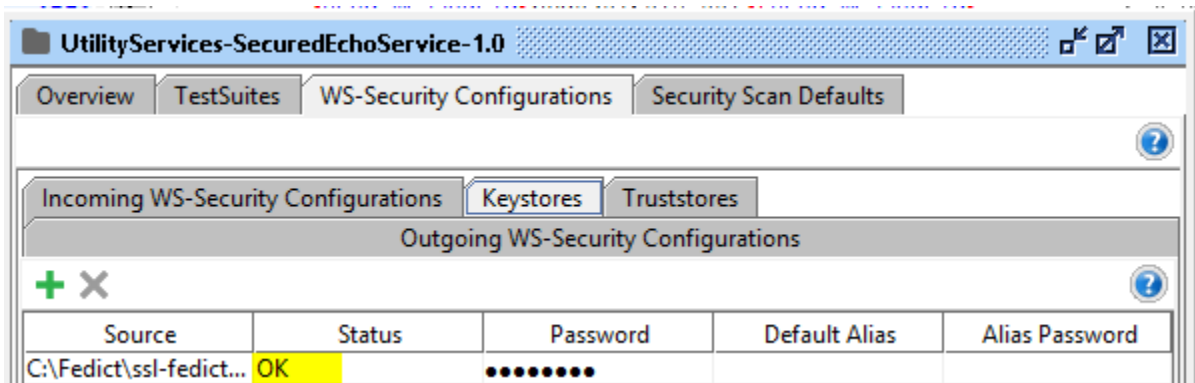 UtilityServices-SecuredEchoService-1.0
Overview TestSuites WS-Security Configurations Security Scan Defaults
Incoming WS-Security Configurations Keystores Truststores
Outgoing WS-Security Configurations
Source Status Password Default Alias Alias Password
C:\Fedict\ssl-fedict... OK ••••••••